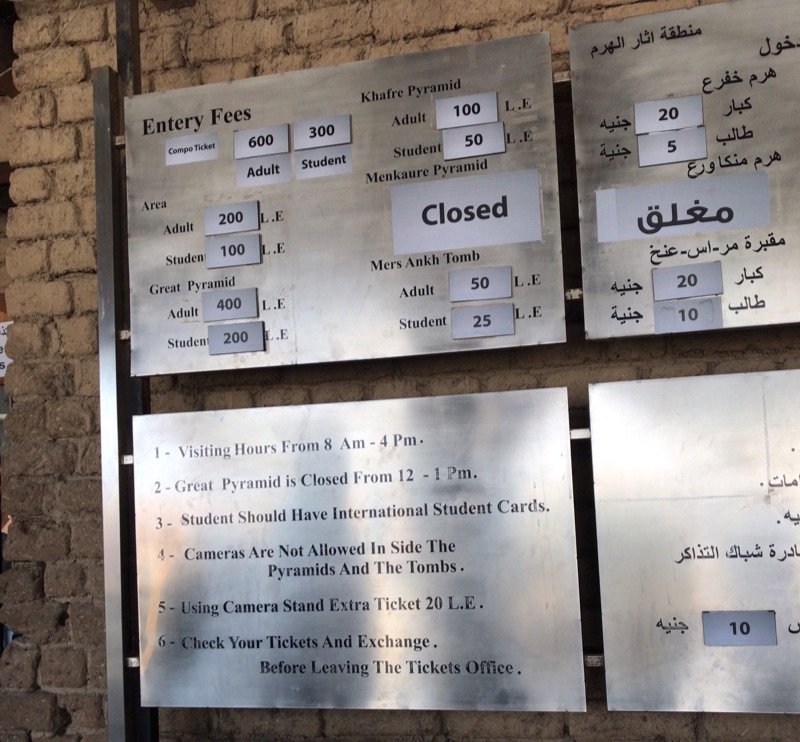 Entery Fees
Compo Ticket
600 300
Adult Student
Area
Adult 200 L.E
Studen 100 L.E
Great Pyramid
Adult 400 L.E
Studen 200 L.E
Khafre Pyramid
Adult 100 L.E
Student 50 L.E
Menkaure Pyramid
Closed
Mers Ankh Tomb
Adult 50 L.E
Student 25 L.E
منطقة اثار الهرم
دخول
هرم خفرع
كبار 20 جنيه
طالب 5 جنية
هرم منكاورع
مغلق
مقبرة مر-اس-عنخ
كبار 20 جنيه
طالب 10 جنية
1 - Visiting Hours From 8 Am - 4 Pm.
2 - Great Pyramid is Closed From 12 - 1 Pm.
3 - Student Should Have International Student Cards.
4 - Cameras Are Not Allowed In Side The
Pyramids And The Tombs.
5 - Using Camera Stand Extra Ticket 20 L.E.
6 - Check Your Tickets And Exchange.
Before Leaving The Tickets Office.
شباك التذاكر
10 جنيه